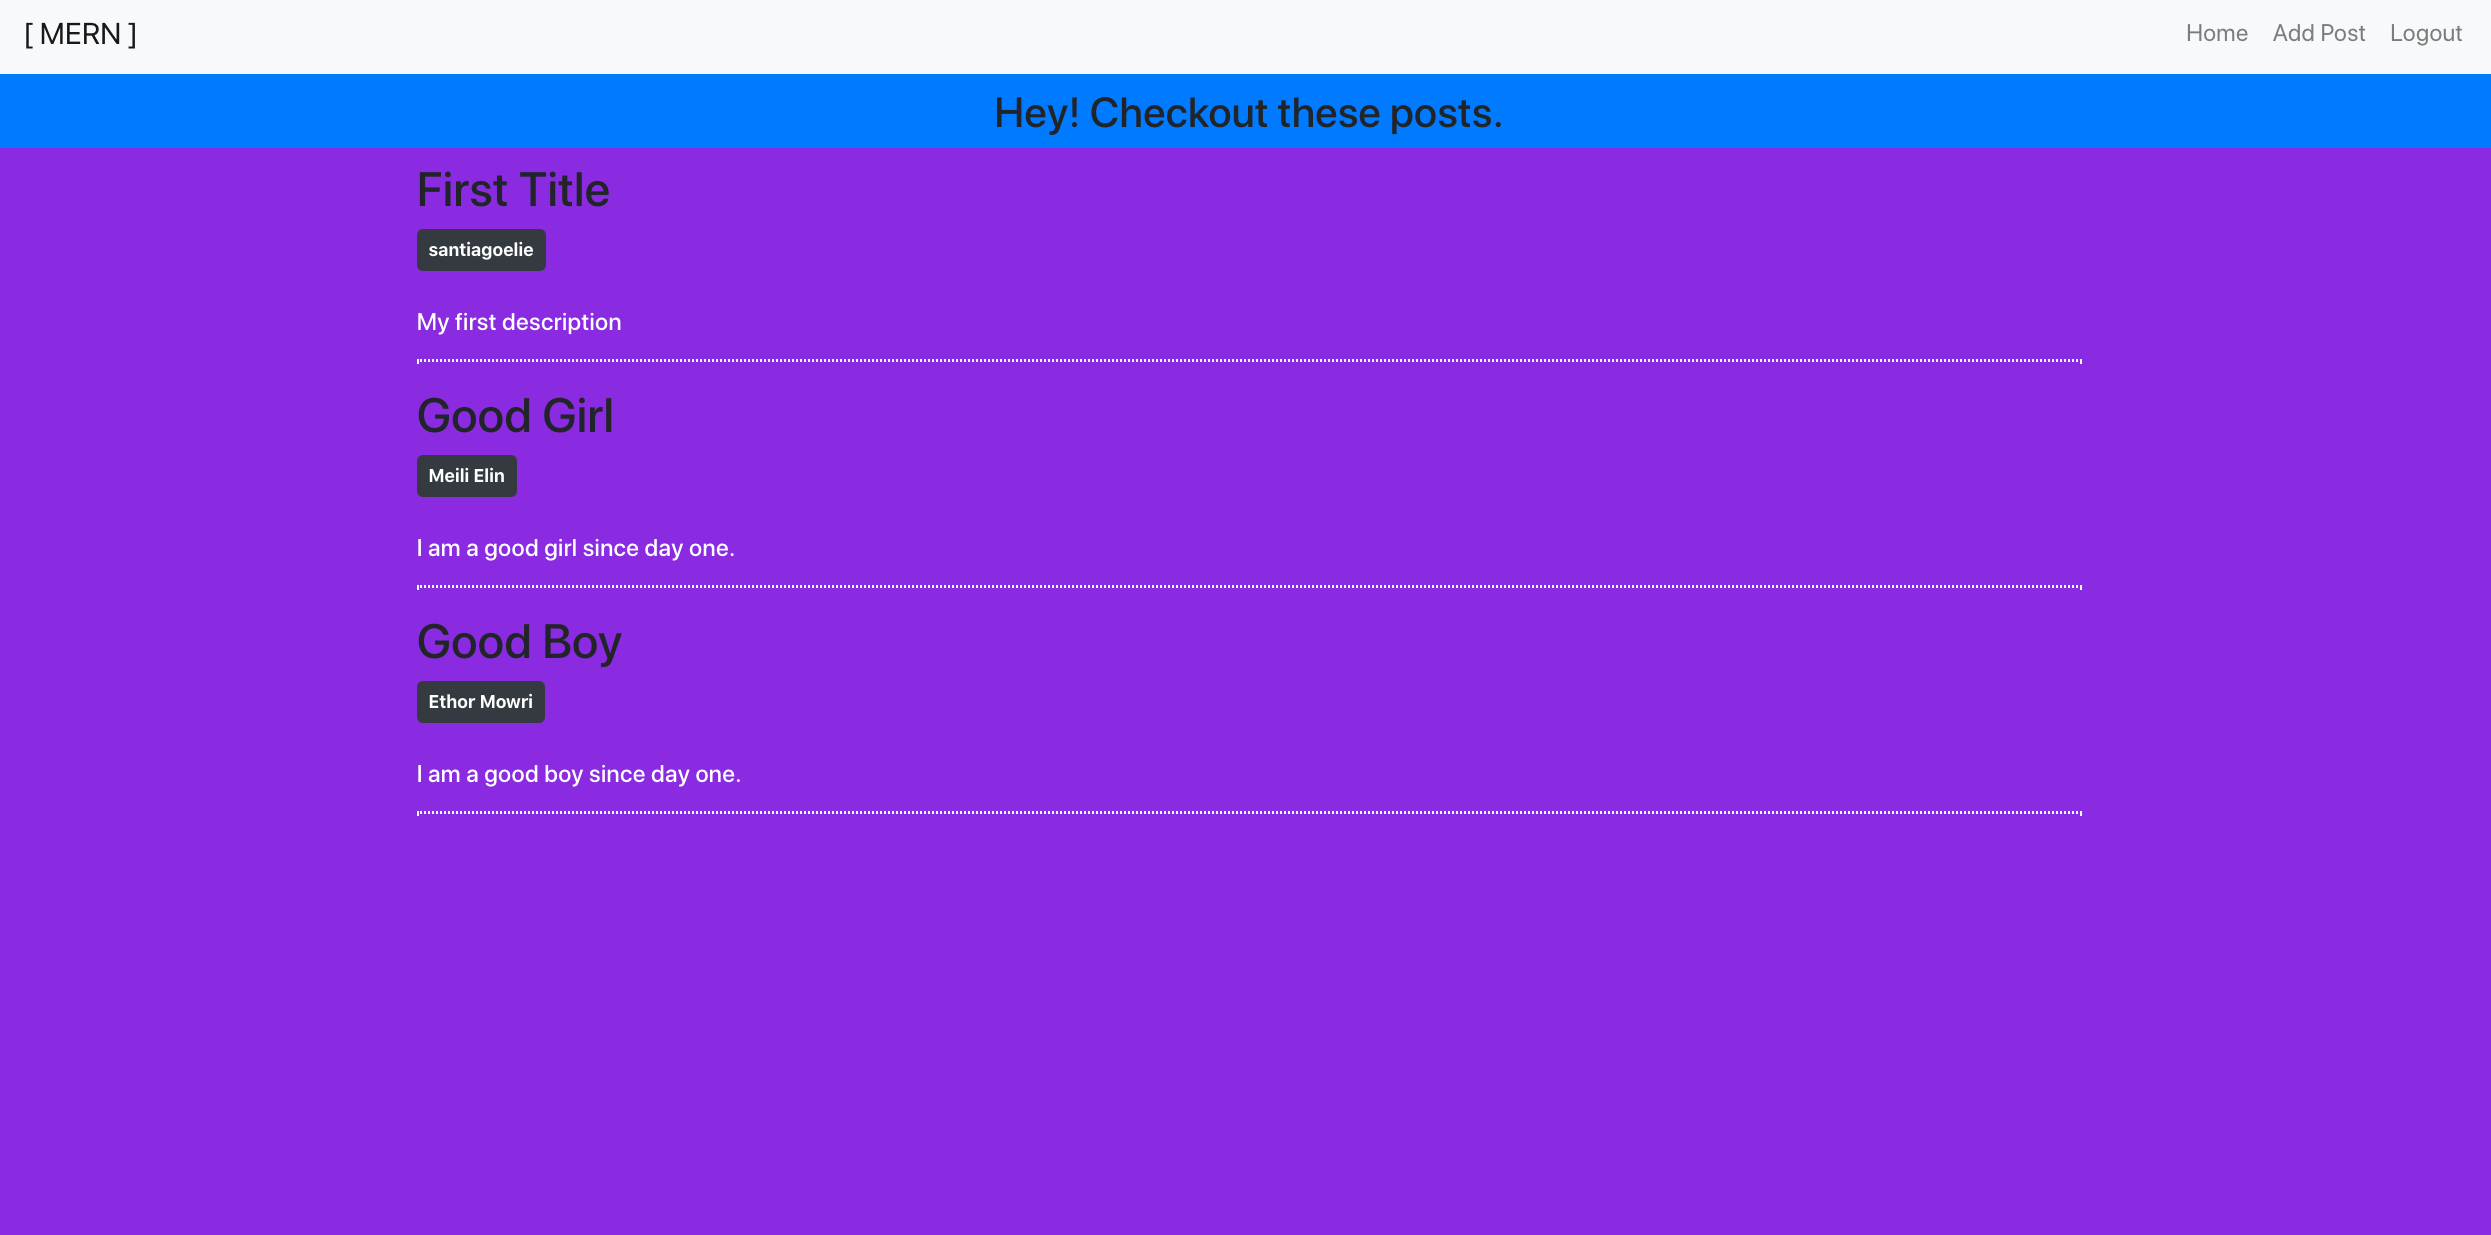 [ MERN ]
Home
Add Post
Logout
Hey! Checkout these posts.
First Title
santiagoelie
My first description
Good Girl
Meili Elin
I am a good girl since day one.
Good Boy
Ethor Mowri
I am a good boy since day one.